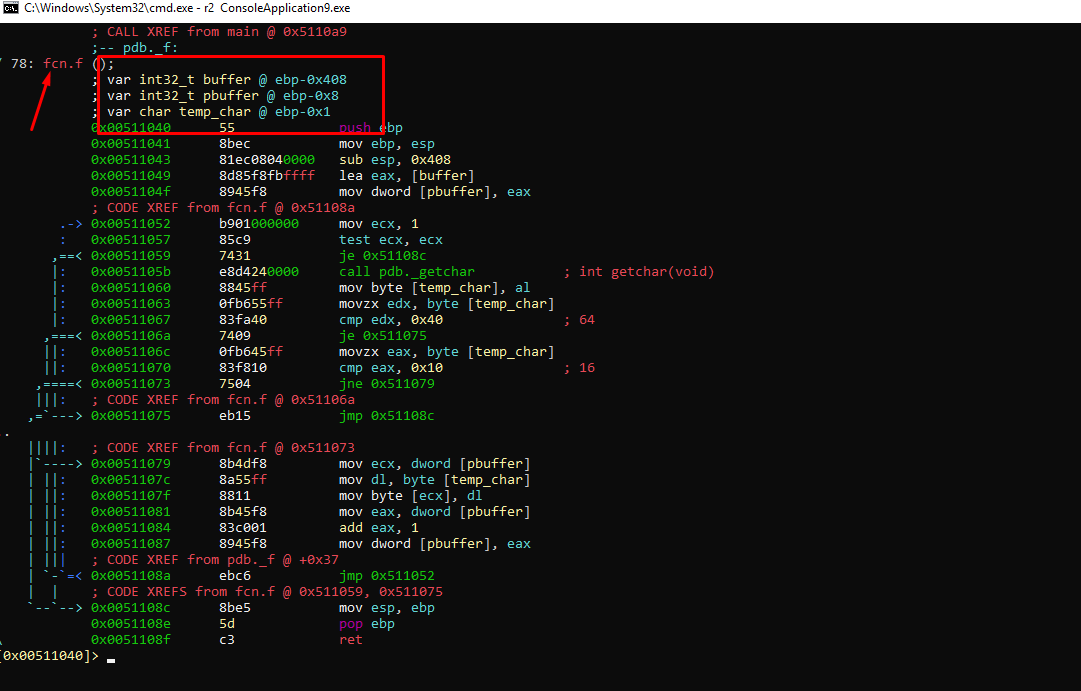 C:\Windows\System32\cmd.exe - r2 ConsoleApplication9.exe
; CALL XREF from main @ 0x5110a9
;-- pdb._f:
78: fcn.f ();
; var int32_t buffer @ ebp-0x408
; var int32_t pbuffer @ ebp-0x8
; var char temp_char @ ebp-0x1
0x00511040 55 push ebp
0x00511041 8bec mov ebp, esp
0x00511043 81ec08040000 sub esp, 0x408
0x00511049 8d85f8fbffff lea eax, [buffer]
0x0051104f 8945f8 mov dword [pbuffer], eax
; CODE XREF from fcn.f @ 0x51108a
.-> 0x00511052 b901000000 mov ecx, 1
: 0x00511057 85c9 test ecx, ecx
,==< 0x00511059 7431 je 0x51108c
|: 0x0051105b e8d4240000 call pdb._getchar ; int getchar(void)
|: 0x00511060 8845ff mov byte [temp_char], al
|: 0x00511063 0fb655ff movzx edx, byte [temp_char]
|: 0x00511067 83fa40 cmp edx, 0x40 ; 64
,===< 0x0051106a 7409 je 0x511075
||: 0x0051106c 0fb645ff movzx eax, byte [temp_char]
||: 0x00511070 83f810 cmp eax, 0x10 ; 16
,====< 0x00511073 7504 jne 0x511079
|||: ; CODE XREF from fcn.f @ 0x51106a
,=`---> 0x00511075 eb15 jmp 0x51108c
..
||||: ; CODE XREF from fcn.f @ 0x511073
|`----> 0x00511079 8b4df8 mov ecx, dword [pbuffer]
| ||: 0x0051107c 8a55ff mov dl, byte [temp_char]
| ||: 0x0051107f 8811 mov byte [ecx], dl
| ||: 0x00511081 8b45f8 mov eax, dword [pbuffer]
| ||: 0x00511084 83c001 add eax, 1
| ||: 0x00511087 8945f8 mov dword [pbuffer], eax
| ||| ; CODE XREF from pdb._f @ +0x37
| `-`=< 0x0051108a ebc6 jmp 0x511052
| | ; CODE XREFS from fcn.f @ 0x511059, 0x511075
`--`--> 0x0051108c 8be5 mov esp, ebp
0x0051108e 5d pop ebp
0x0051108f c3 ret
[0x00511040]>